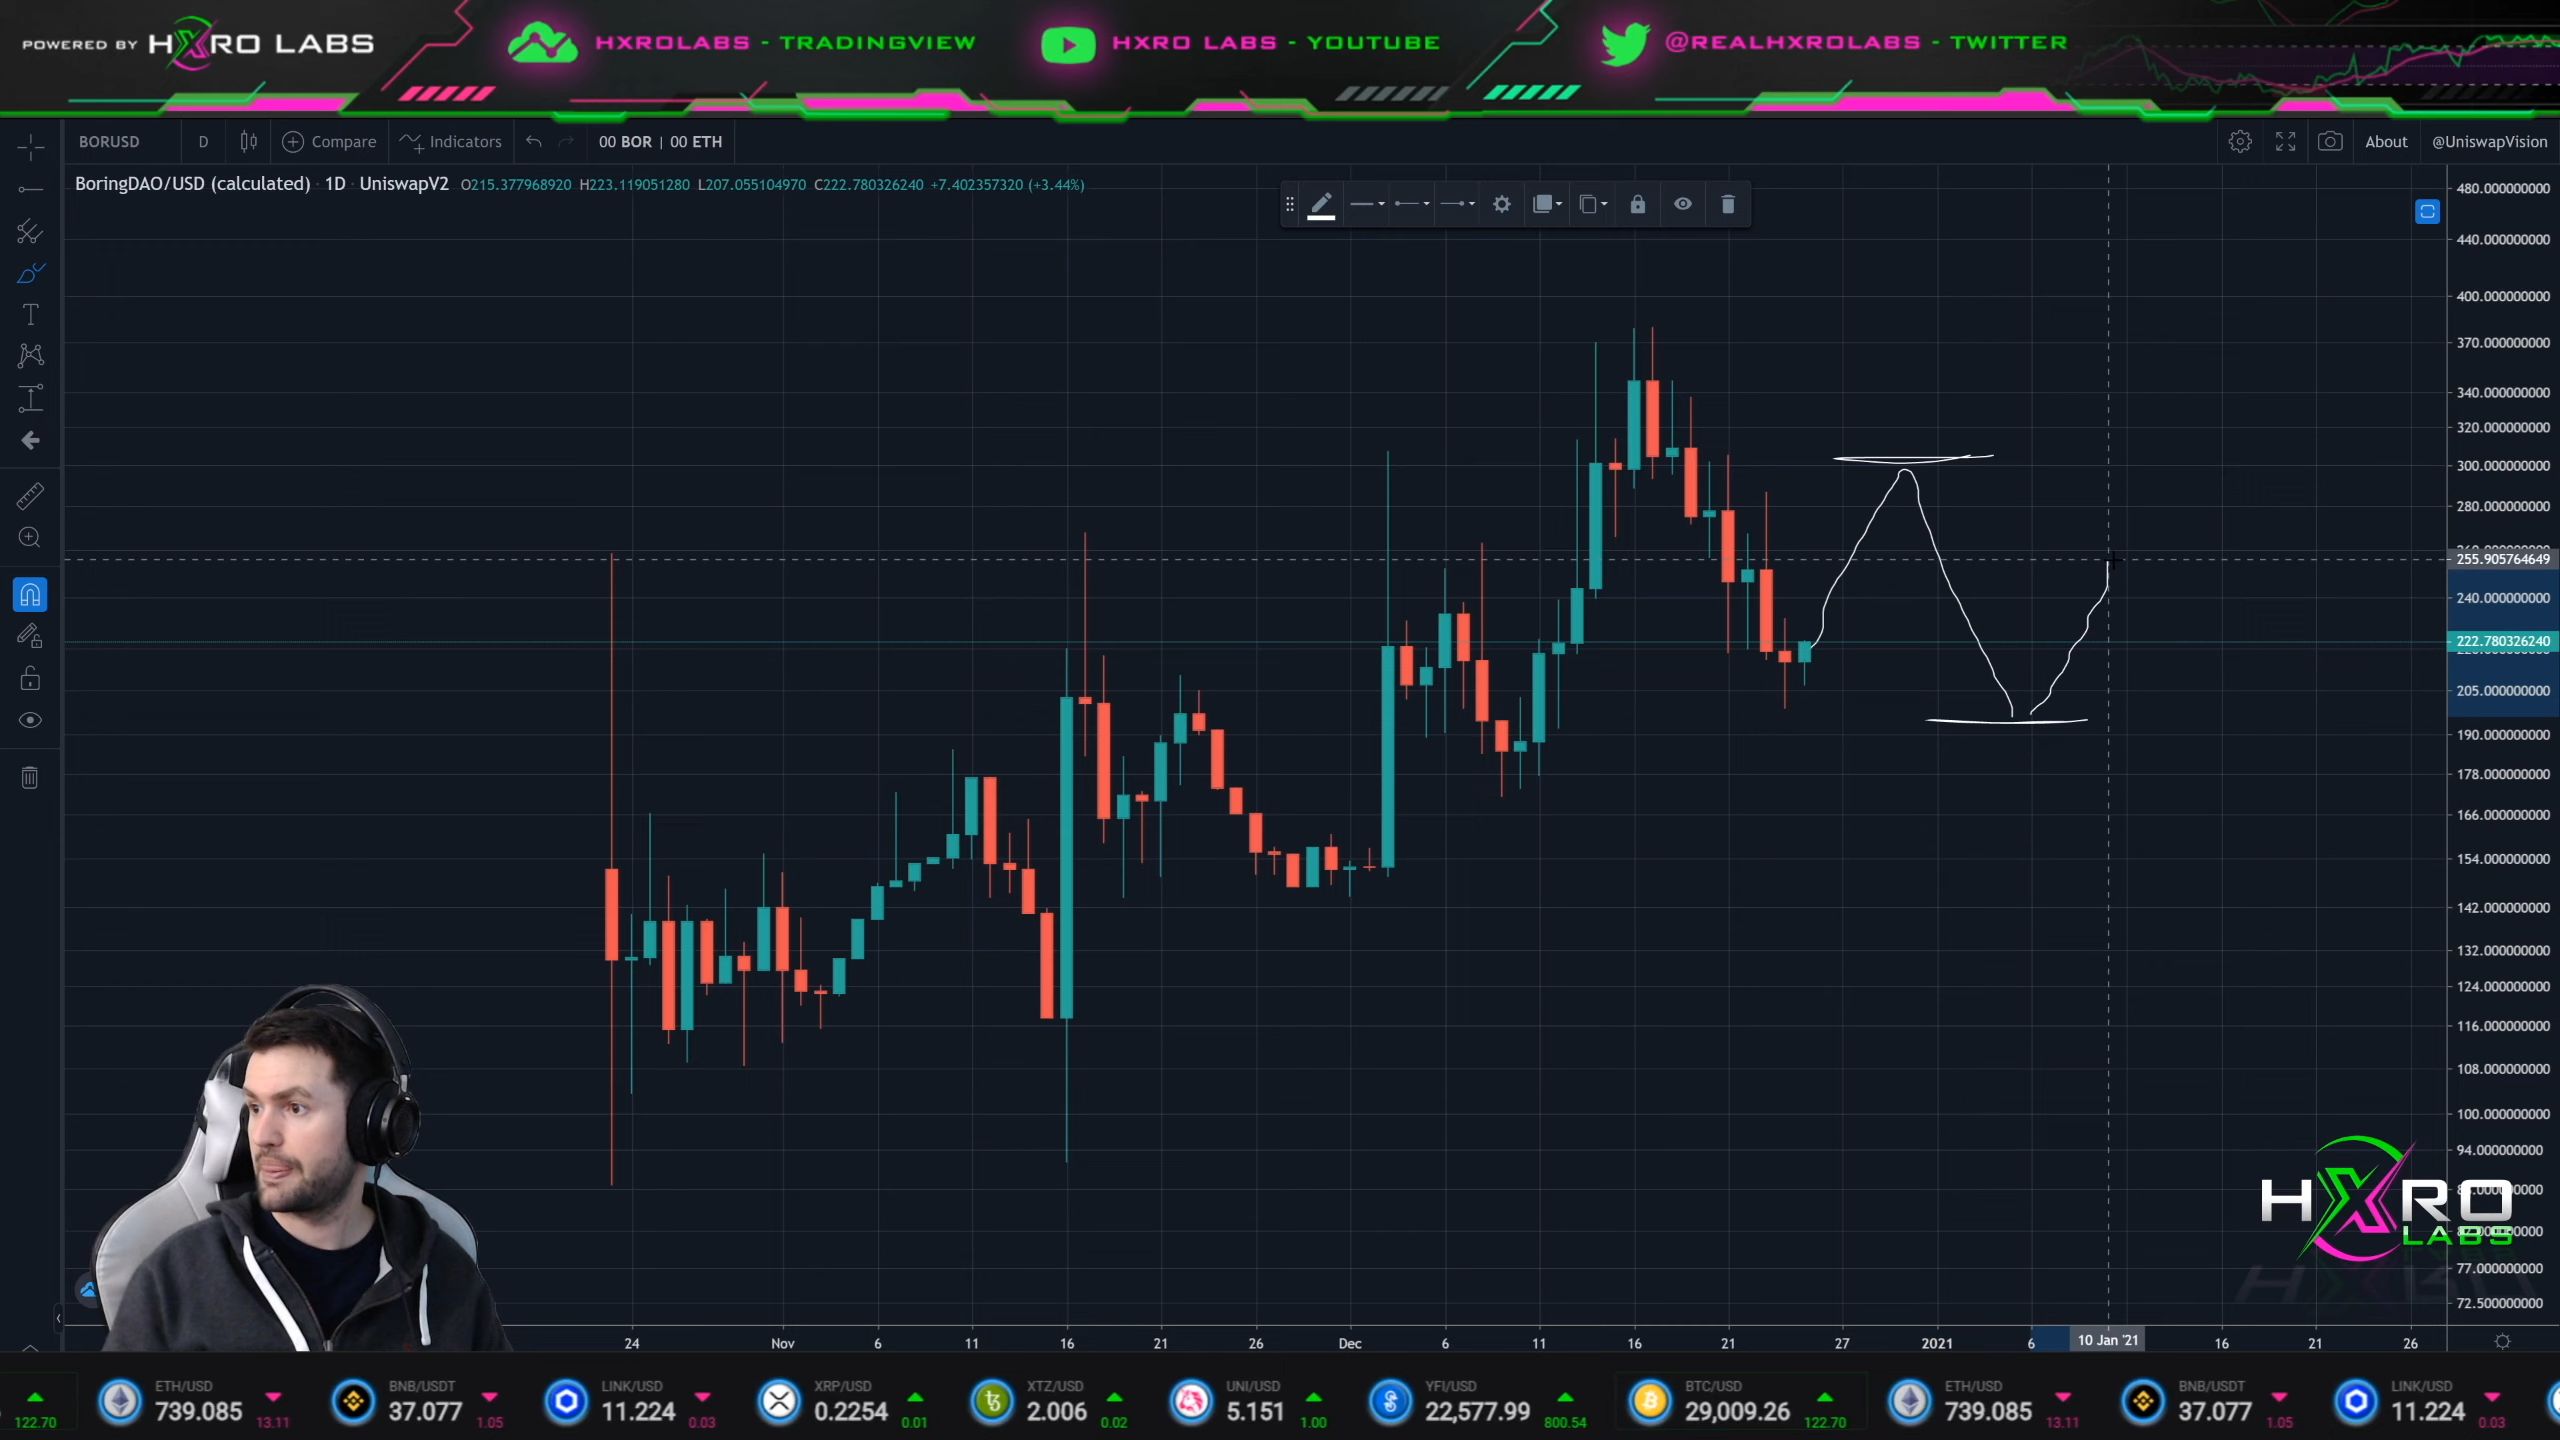 POWERED BY HXRO LABS
HXROLABS - TRADINGVIEW
HXRO LABS - YOUTUBE
@REALHXROLABS - TWITTER
BORUSD
D
Compare
Indicators
00 BOR | 00 ETH
About
@UniswapVision
BoringDAO/USD (calculated) · 1D · UniswapV2 O215.377968920 H223.119051280 L207.055104970 C222.780326240 +7.402357320 (+3.44%)
480.000000000
440.000000000
400.000000000
370.000000000
340.000000000
320.000000000
300.000000000
280.000000000
255.905764649
240.000000000
222.780326240
205.000000000
190.000000000
178.000000000
166.000000000
154.000000000
142.000000000
132.000000000
124.000000000
116.000000000
108.000000000
100.000000000
94.000000000
HXRO
LABS
77.000000000
72.500000000
24 Nov 6 11 16 21 26 Dec 6 11 16 21 27 2021 6 10 Jan '21 16 21 26
122.70
ETH/USD
739.085 13.11
BNB/USDT
37.077 1.05
LINK/USD
11.224 0.03
XRP/USD
0.2254 0.01
XTZ/USD
2.006 0.02
UNI/USD
5.151 1.00
YFI/USD
22,577.99 800.54
BTC/USD
29,009.26 122.70
ETH/USD
739.085 13.11
BNB/USDT
37.077 1.05
LINK/USD
11.224 0.03